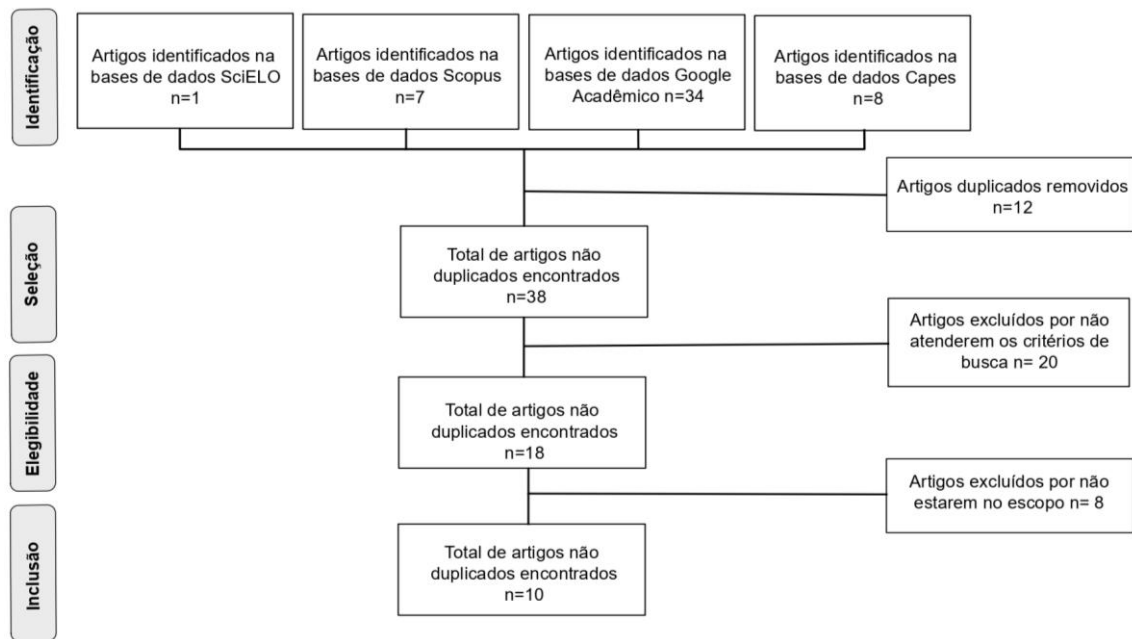 Identificação
Artigos identificados na
bases de dados SciELO
n=1
Artigos identificados na
bases de dados Scopus
n=7
Artigos identificados na
bases de dados Google
Acadêmico n=34
Artigos identificados na
bases de dados Capes
n=8
Artigos duplicados removidos
n=12
Seleção
Total de artigos não
duplicados encontrados
n=38
Artigos excluídos por não
atenderem os critérios de
busca n= 20
Elegibilidade
Total de artigos não
duplicados encontrados
n=18
Artigos excluídos por não
estarem no escopo n= 8
Inclusão
Total de artigos não
duplicados encontrados
n=10